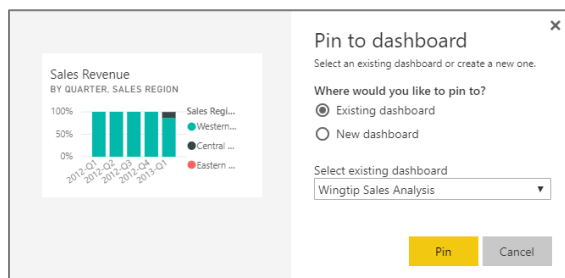 Sales Revenue
BY QUARTER, SALES REGION
100%
50%
0%
2012-Q1
2012-Q2
2012-Q3
2012-Q4
2013-Q1
Sales Regi...
Western...
Central ...
Eastern ...
Pin to dashboard
Select an existing dashboard or create a new one.
Where would you like to pin to?
Existing dashboard
New dashboard
Select existing dashboard
Wingtip Sales Analysis
Pin
Cancel